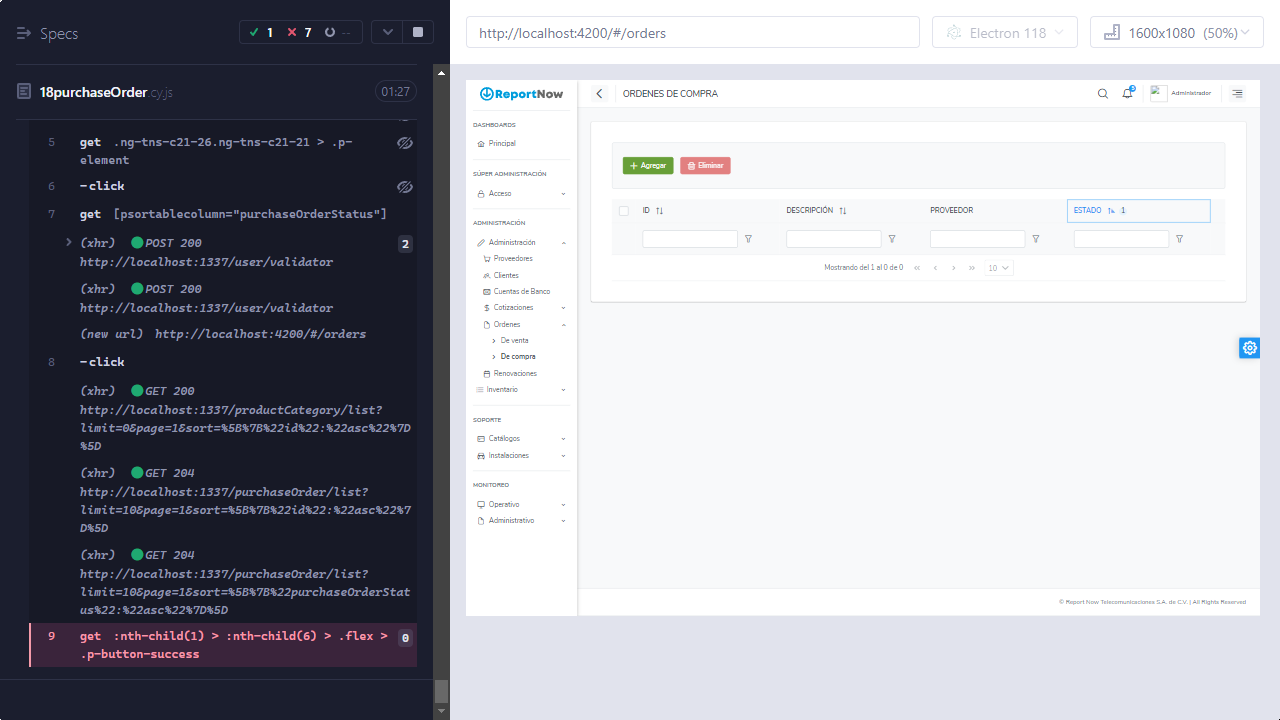 Specs
1
7
--
18purchaseOrder.cy.js
01:27
5 get .ng-tns-c21-26.ng-tns-c21-21 > .p-
element
6 -click
7 get [psortablecolumn="purchaseOrderStatus"]
(xhr) POST 200
http://localhost:1337/user/validator
2
(xhr) POST 200
http://localhost:1337/user/validator
(new url) http://localhost:4200/#/orders
8 -click
(xhr) GET 200
http://localhost:1337/productCategory/list?
limit=0&page=1&sort=%5B%7B%22id%22:%22asc%22%7D
%5D
(xhr) GET 204
http://localhost:1337/purchaseOrder/list?
limit=10&page=1&sort=%5B%7B%22id%22:%22asc%22%7
D%5D
(xhr) GET 204
http://localhost:1337/purchaseOrder/list?
limit=10&page=1&sort=%5B%7B%22purchaseOrderStat
us%22:%22asc%22%7D%5D
9 get :nth-child(1) > :nth-child(6) > .flex >
.p-button-success
0
http://localhost:4200/#/orders
Electron 118
1600x1080 (50%)
ReportNow
DASHBOARDS
Principal
SÚPER ADMINISTRACIÓN
Acceso
ADMINISTRACIÓN
Administración
Proveedores
Clientes
Cuentas de Banco
Cotizaciones
Ordenes
De venta
De compra
Renovaciones
Inventario
SOPORTE
Catálogos
Instalaciones
MONITOREO
Operativo
Administrativo
ORDENES DE COMPRA
Administrador
Agregar
Eliminar
ID
DESCRIPCIÓN
PROVEEDOR
ESTADO 1
Mostrando del 1 al 0 de 0
10
© Report Now Telecomunicaciones S.A. de C.V. | All Rights Reserved